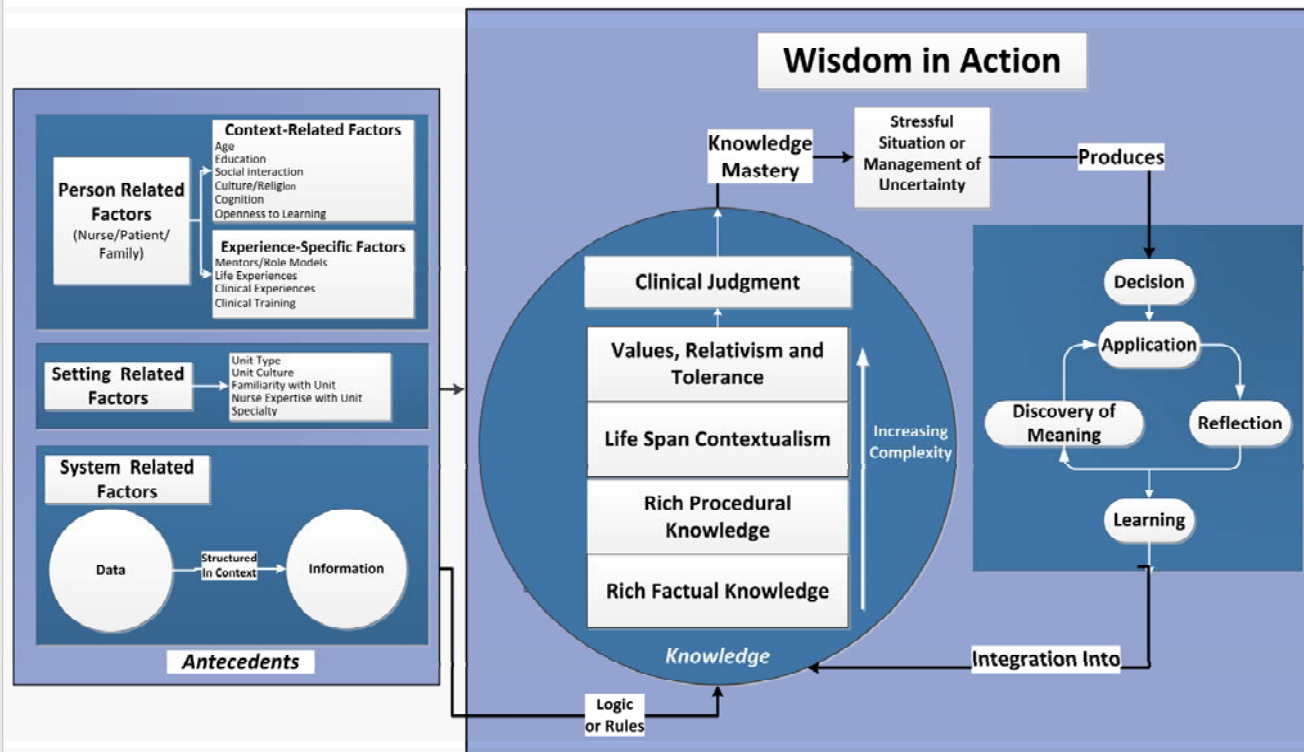 Wisdom in Action
Context-Related Factors
Age
Education
Social Interaction
Culture/Religion
Cognition
Openness to Learning
Person Related
Factors
(Nurse/Patient/
Family)
Experience-Specific Factors
Mentors/Role Models
Life Experiences
Clinical Experiences
Clinical Training
Setting Related
Factors
Unit Type
Unit Culture
Familiarity with Unit
Nurse Expertise with Unit
Specialty
System Related
Factors
Data
Structured
In Context
Information
Antecedents
Logic
or Rules
Knowledge
Mastery
Stressful
Situation or
Management of
Uncertainty
Produces
Clinical Judgment
Values, Relativism and
Tolerance
Life Span Contextualism
Rich Procedural
Knowledge
Rich Factual Knowledge
Increasing
Complexity
Knowledge
Decision
Application
Discovery of
Meaning
Reflection
Learning
Integration Into